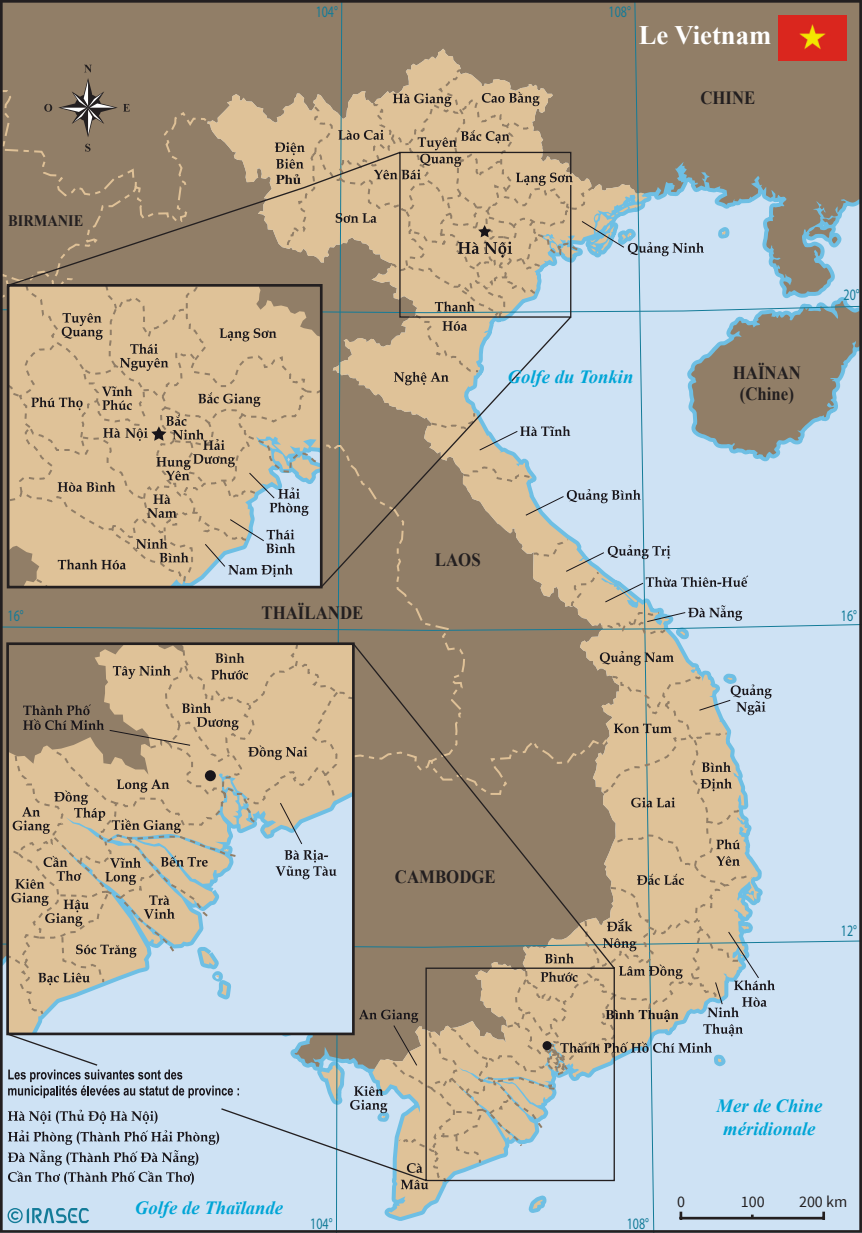 104°
108°
Le Vietnam
N
O
E
S
CHINE
Hà Giang
Cao Bằng
Lào Cai
Tuyên
Quang
Bác Cạn
Điện
Biên
Phủ
Yên Bái
Lạng Sơn
BIRMANIE
Sơn La
Hà Nội
Quảng Ninh
20°
Thanh
Hóa
Nghệ An
Golfe du Tonkin
HAÏNAN
(Chine)
Tuyên
Quang
Lạng Sơn
Thái
Nguyên
Phú Thọ
Vĩnh
Phúc
Bác Giang
Hà Nội
Bác
Ninh
Hải
Dương
Hung
Yên
Hòa Bình
Hà
Nam
Hải
Phòng
Thái
Bình
Ninh
Bình
Thanh Hóa
Nam Định
Hà Tĩnh
Quảng Bình
LAOS
Quảng Trị
Thừa Thiên-Huế
THAÏLANDE
16°
16°
Đà Nẵng
Quảng Nam
Quảng
Ngãi
Kon Tum
Bình
Định
Gia Lai
Phú
Yên
Đác Lắc
CAMBODGE
Đắk
Nông
12°
Bình
Phước
Lâm Đồng
Khánh
Hòa
Ninh
Thuận
Bình Thuận
Tây Ninh
Bình
Phước
Thành Phố
Hồ Chí Minh
Bình
Dương
Đồng Nai
Long An
Đồng
Tháp
An
Giang
Tiền Giang
Bà Rịa-
Vũng Tàu
Cần
Thơ
Vĩnh
Long
Bến Tre
Kiên
Giang
Hậu
Giang
Trà
Vinh
Sóc Trăng
Bạc Liêu
An Giang
Thành Phố Hồ Chí Minh
Kiên
Giang
Cà
Mâu
Les provinces suivantes sont des
municipalités élevées au statut de province :
Hà Nội (Thủ Độ Hà Nội)
Hải Phòng (Thành Phố Hải Phòng)
Đà Nẵng (Thành Phố Đà Nẵng)
Cần Thơ (Thành Phố Cần Thơ)
Mer de Chine
méridionale
Golfe de Thaïlande
© IRASEC
104°
108°
0 100 200 km